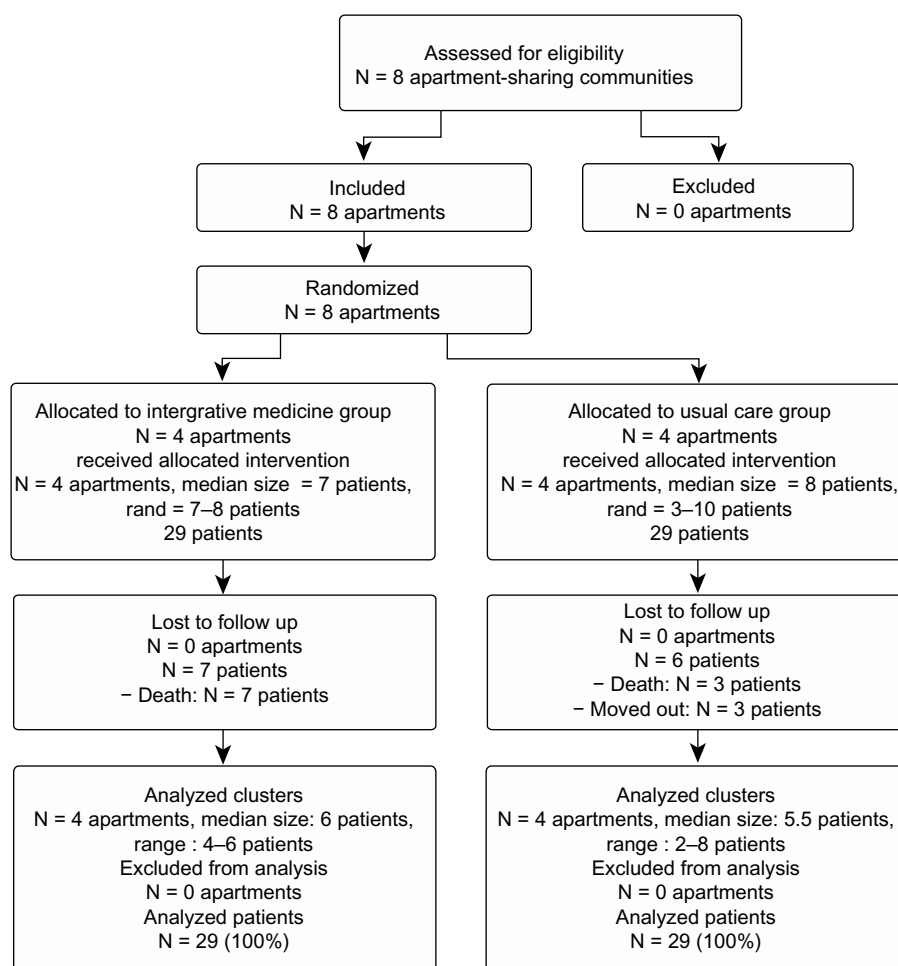 Assessed for eligibility
N = 8 apartment-sharing communities
Included
N = 8 apartments
Excluded
N = 0 apartments
Randomized
N = 8 apartments
Allocated to intergrative medicine group
N = 4 apartments
received allocated intervention
N = 4 apartments, median size = 7 patients,
rand = 7–8 patients
29 patients
Allocated to usual care group
N = 4 apartments
received allocated intervention
N = 4 apartments, median size = 8 patients,
rand = 3–10 patients
29 patients
Lost to follow up
N = 0 apartments
N = 7 patients
− Death: N = 7 patients
Lost to follow up
N = 0 apartments
N = 6 patients
− Death: N = 3 patients
− Moved out: N = 3 patients
Analyzed clusters
N = 4 apartments, median size: 6 patients,
range : 4–6 patients
Excluded from analysis
N = 0 apartments
Analyzed patients
N = 29 (100%)
Analyzed clusters
N = 4 apartments, median size: 5.5 patients,
range : 2–8 patients
Excluded from analysis
N = 0 apartments
Analyzed patients
N = 29 (100%)